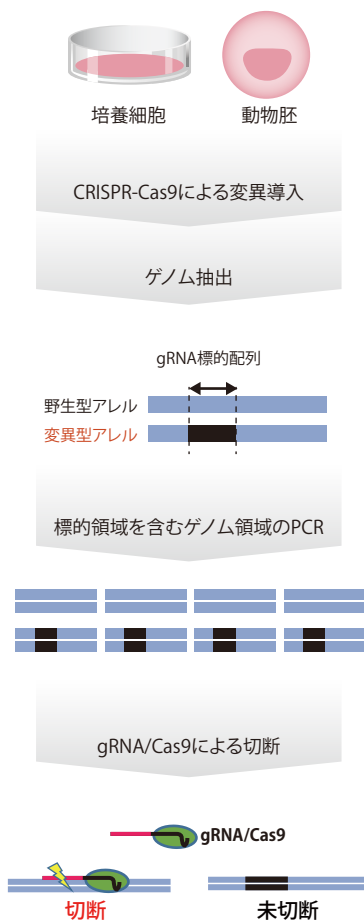 培養細胞 動物胚
CRISPR-Cas9による変異導入
ゲノム抽出
gRNA標的配列
野生型アレル
変異型アレル
標的領域を含むゲノム領域のPCR
gRNA/Cas9による切断
gRNA/Cas9
切断 未切断